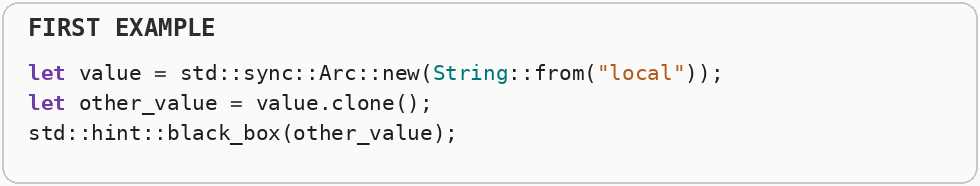 FIRST EXAMPLE
let value = std::sync::Arc::new(String::from("local"));
let other_value = value.clone();
std::hint::black_box(other_value);